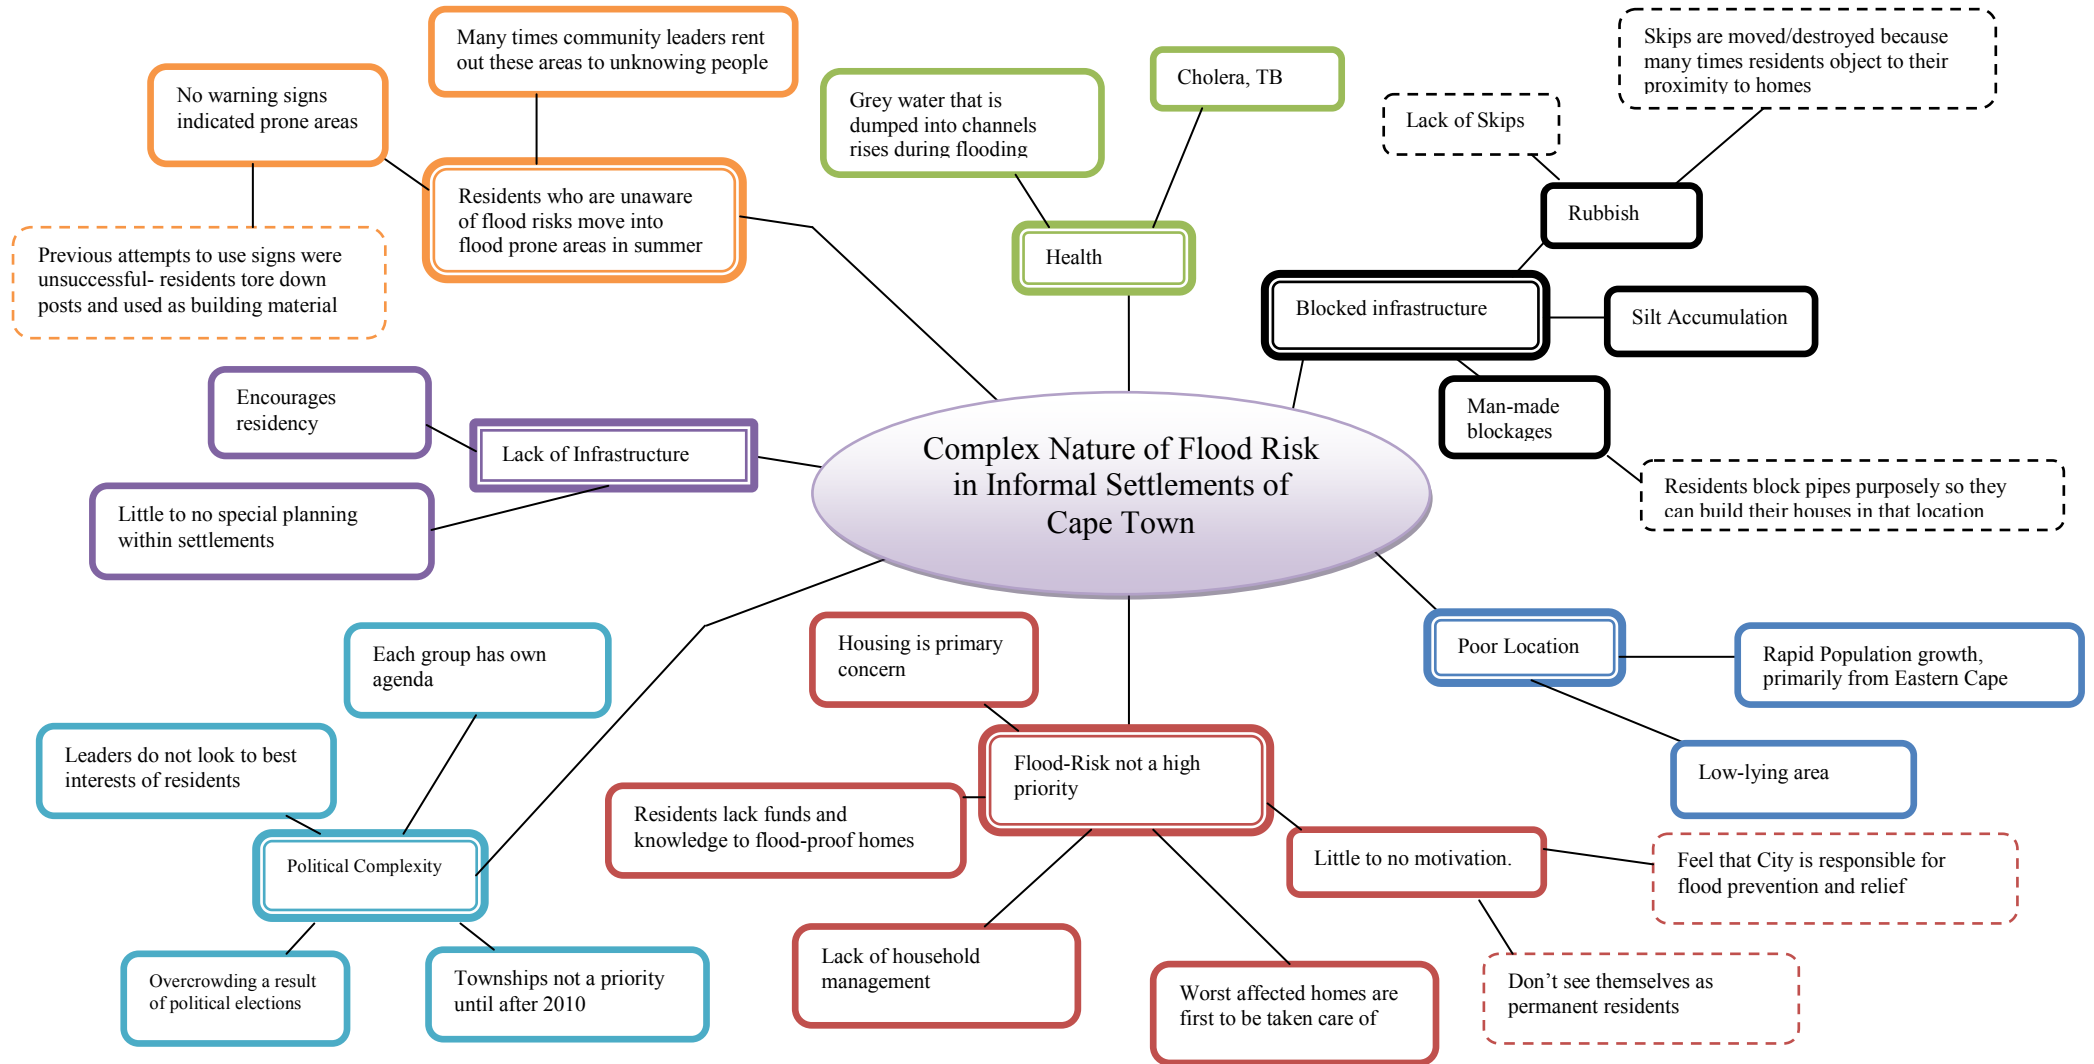 Many times community leaders rent
out these areas to unknowing people
No warning signs
indicated prone areas
Residents who are unaware
of flood risks move into
flood prone areas in summer
Previous attempts to use signs were
unsuccessful- residents tore down
posts and used as building material
Grey water that is
dumped into channels
rises during flooding
Cholera, TB
Health
Skips are moved/destroyed because
many times residents object to their
proximity to homes
Lack of Skips
Rubbish
Blocked infrastructure
Silt Accumulation
Man-made
blockages
Residents block pipes purposely so they
can build their houses in that location
Encourages
residency
Lack of Infrastructure
Little to no special planning
within settlements
Complex Nature of Flood Risk
in Informal Settlements of
Cape Town
Each group has own
agenda
Leaders do not look to best
interests of residents
Political Complexity
Overcrowding a result
of political elections
Townships not a priority
until after 2010
Housing is primary
concern
Flood-Risk not a high
priority
Residents lack funds and
knowledge to flood-proof homes
Lack of household
management
Worst affected homes are
first to be taken care of
Little to no motivation.
Feel that City is responsible for
flood prevention and relief
Don’t see themselves as
permanent residents
Poor Location
Rapid Population growth,
primarily from Eastern Cape
Low-lying area